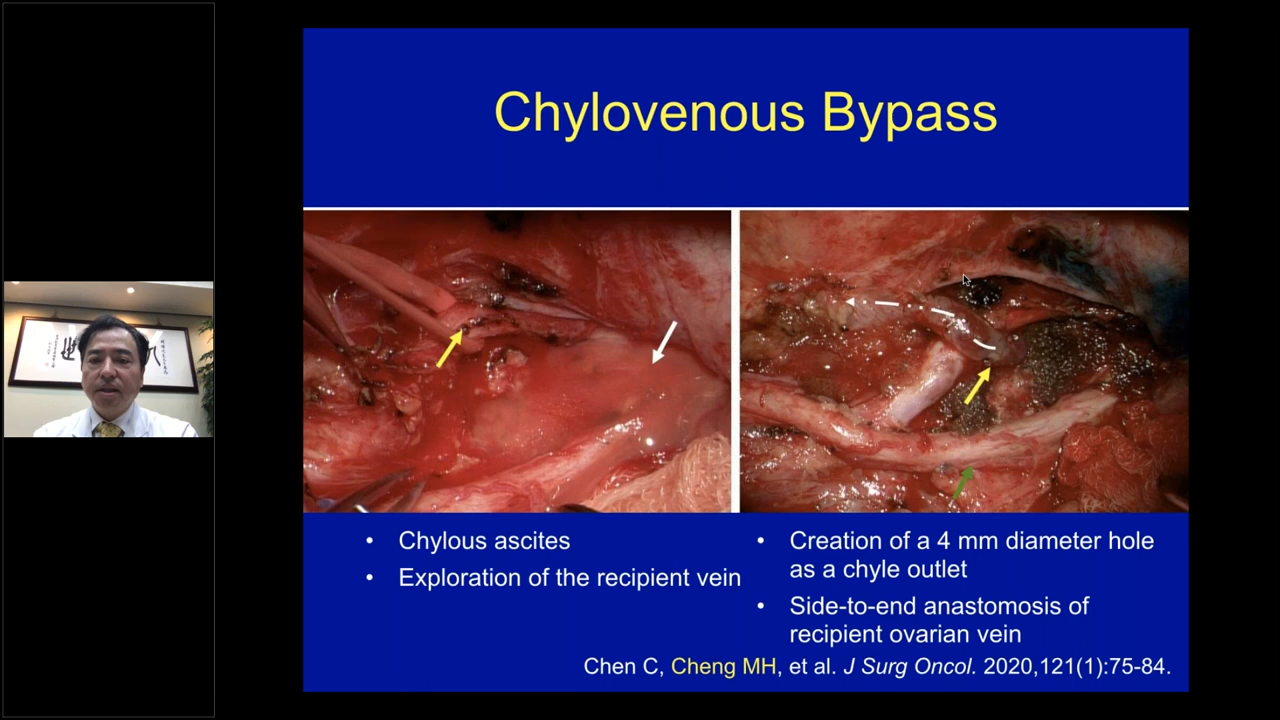 Chylovenous Bypass
• Chylous ascites
• Exploration of the recipient vein
• Creation of a 4 mm diameter hole
as a chyle outlet
• Side-to-end anastomosis of
recipient ovarian vein
Chen C, Cheng MH, et al. J Surg Oncol. 2020,121(1):75-84.